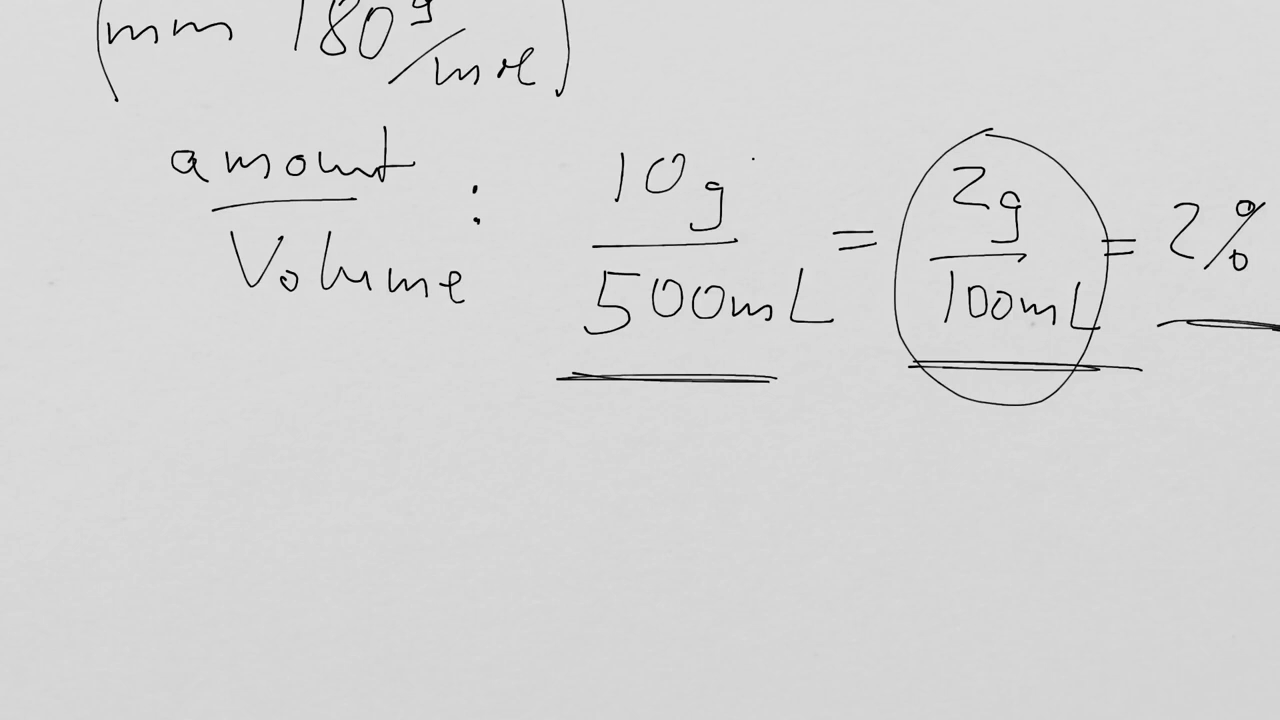 (mm 180 g/mol)
amount/Volume : 10g/500mL = 2g/100mL = 2%